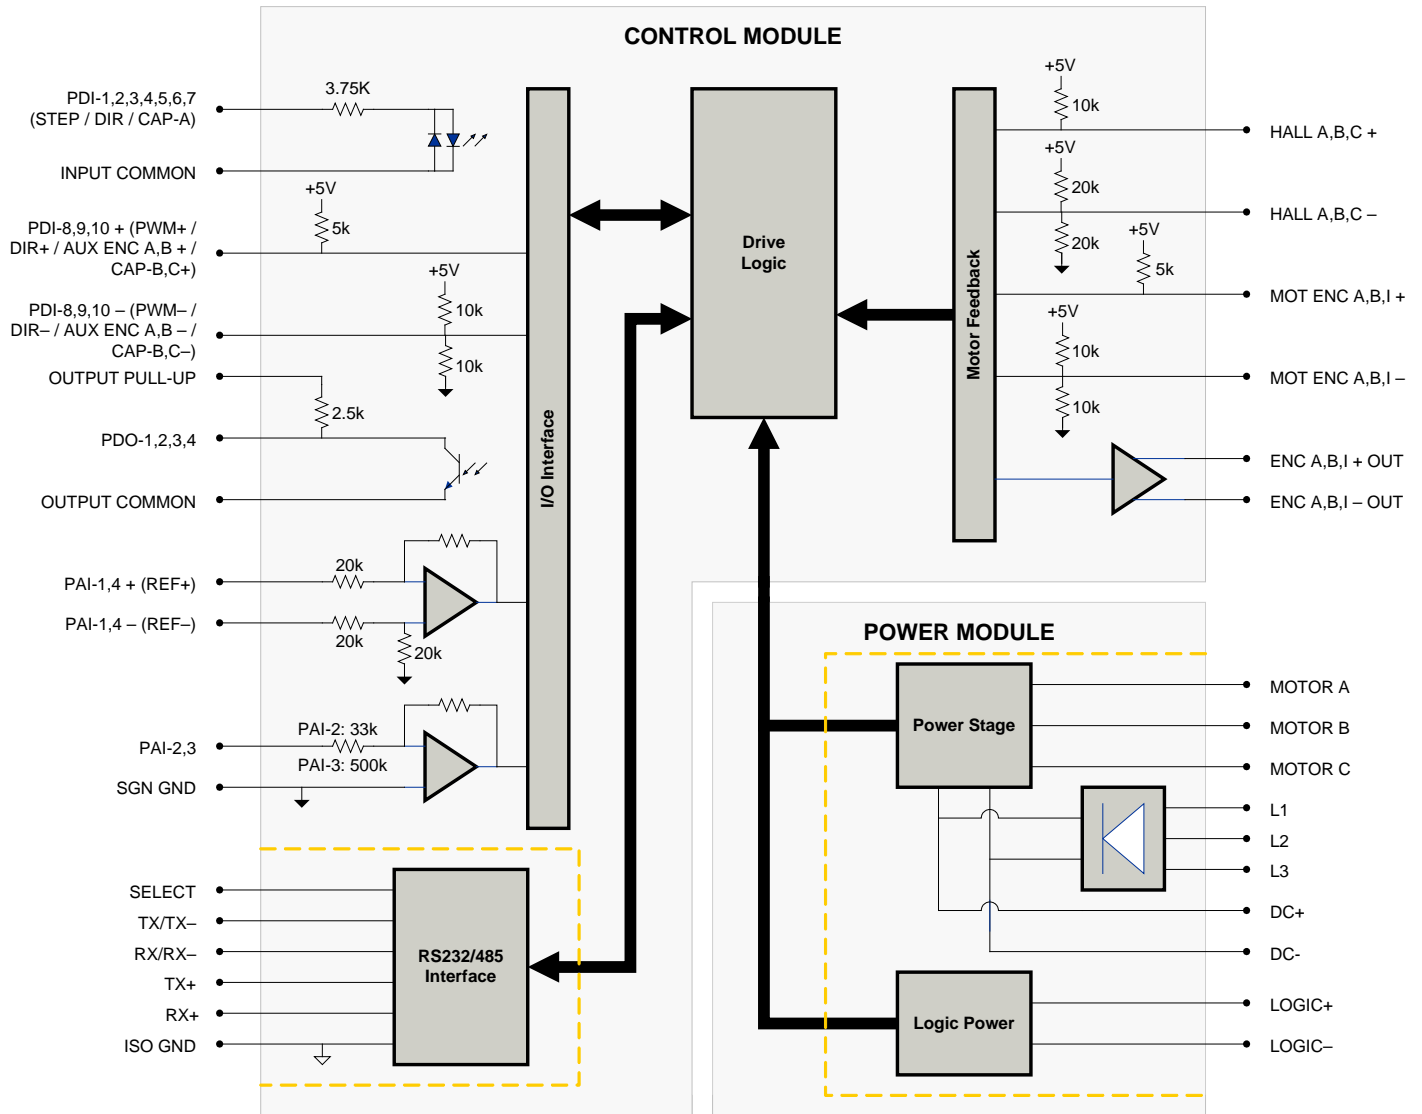 CONTROL MODULE
PDI-1,2,3,4,5,6,7
(STEP / DIR / CAP-A)
3.75K
INPUT COMMON
+5V
5k
PDI-8,9,10 + (PWM+ /
DIR+ / AUX ENC A,B + /
CAP-B,C+)
+5V
10k
10k
PDI-8,9,10 – (PWM– /
DIR– / AUX ENC A,B – /
CAP-B,C–)
OUTPUT PULL-UP
2.5k
PDO-1,2,3,4
OUTPUT COMMON
PAI-1,4 + (REF+)
20k
PAI-1,4 – (REF–)
20k
20k
PAI-2,3
PAI-2: 33k
PAI-3: 500k
SGN GND
I/O Interface
Drive
Logic
Motor Feedback
+5V
10k
HALL A,B,C +
+5V
20k
20k
HALL A,B,C –
+5V
5k
MOT ENC A,B,I +
+5V
10k
10k
MOT ENC A,B,I –
ENC A,B,I + OUT
ENC A,B,I – OUT
SELECT
TX/TX–
RX/RX–
TX+
RX+
ISO GND
RS232/485
Interface
POWER MODULE
Power Stage
MOTOR A
MOTOR B
MOTOR C
L1
L2
L3
DC+
DC-
Logic Power
LOGIC+
LOGIC–